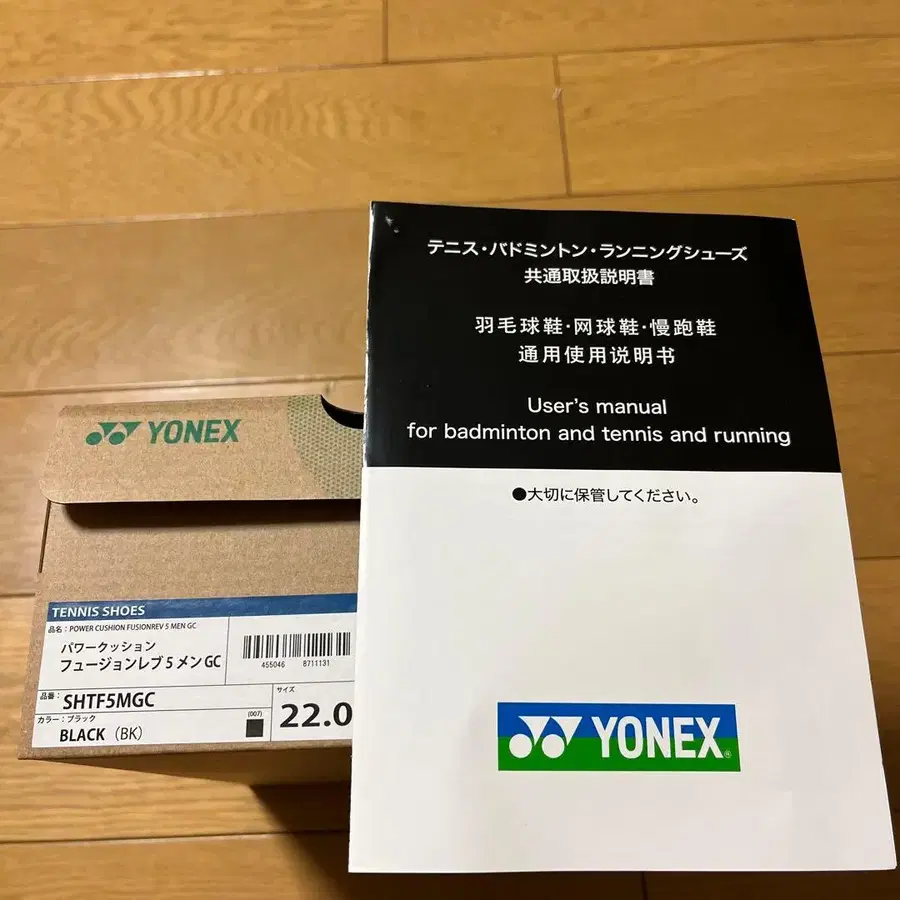 テニス・バドミントン・ランニングシューズ
共通取扱説明書
羽毛球鞋·网球鞋·慢跑鞋
通用使用说明书
User's manual
for badminton and tennis and running
●大切に保管してください。
YONEX®
YONEX
TENNIS SHOES
品名：POWER CUSHION FUSIONREV 5 MEN GC
パワークッション
フュージョンレブ 5 メン GC
455046 8711131
品番：
SHTF5MGC
サイズ
22.0
カラー：ブラック
(007)
BLACK（BK）